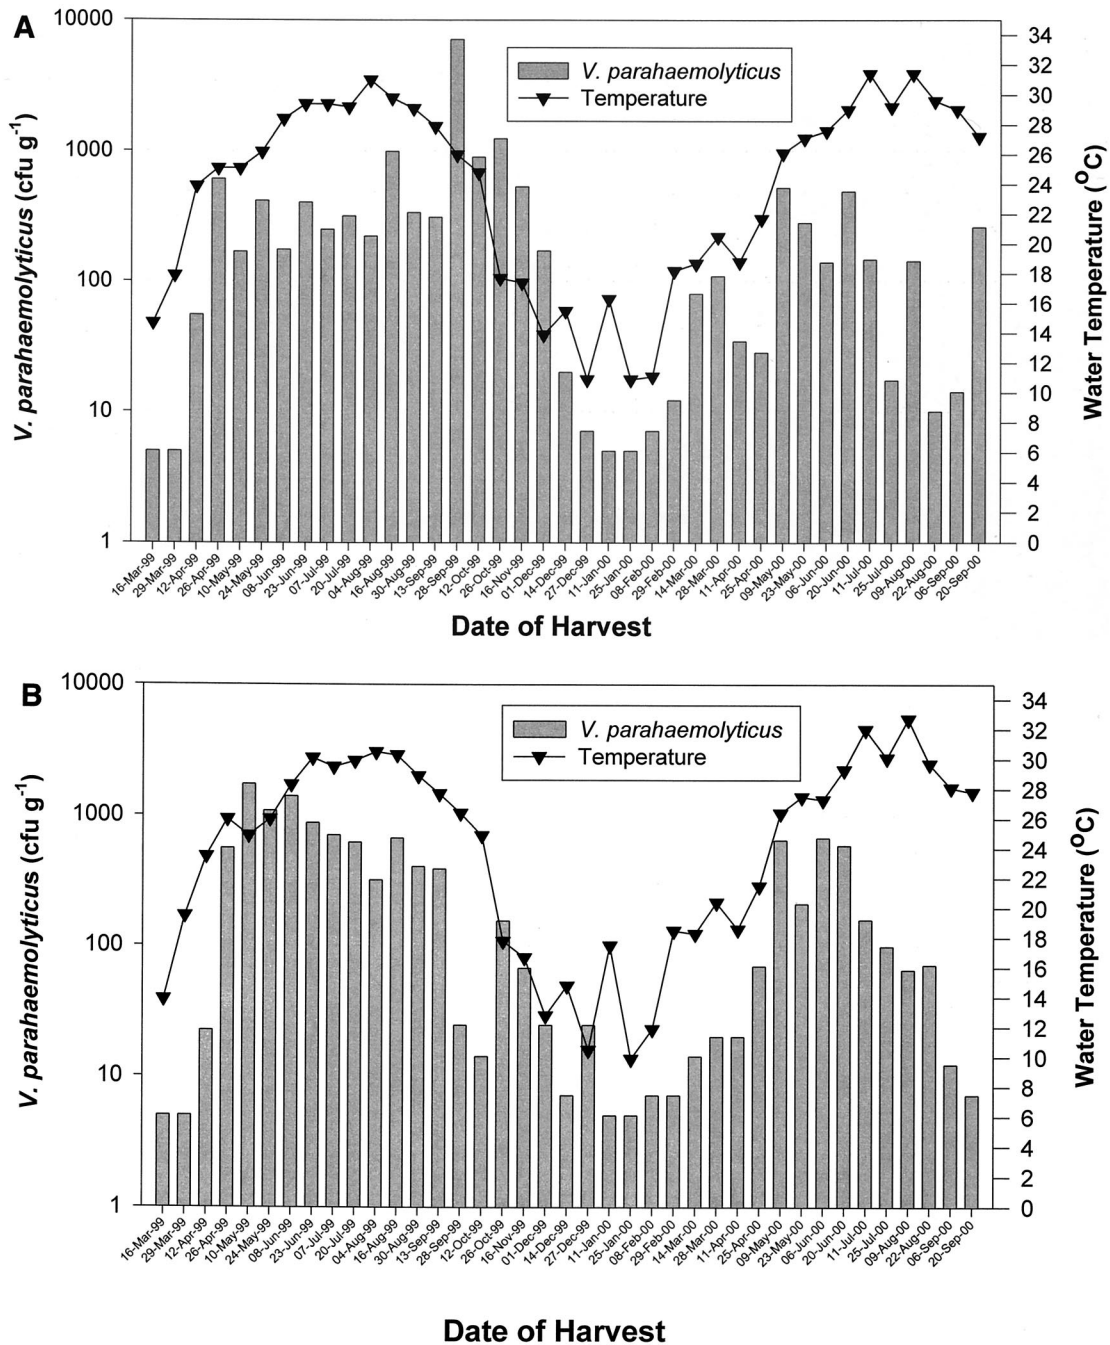 A
10000
1000
100
10
1
V. parahaemolyticus (cfu g-1)
V. parahaemolyticus
Temperature
34
32
30
28
26
24
22
20
18
16
14
12
10
8
6
4
2
0
Water Temperature (oC)
16-Mar-99
29-Mar-99
12-Apr-99
26-Apr-99
10-May-99
24-May-99
08-Jun-99
23-Jun-99
07-Jul-99
20-Jul-99
04-Aug-99
16-Aug-99
30-Aug-99
13-Sep-99
28-Sep-99
12-Oct-99
26-Oct-99
16-Nov-99
01-Dec-99
14-Dec-99
27-Dec-99
11-Jan-00
25-Jan-00
08-Feb-00
29-Feb-00
14-Mar-00
28-Mar-00
11-Apr-00
25-Apr-00
09-May-00
23-May-00
06-Jun-00
20-Jun-00
11-Jul-00
25-Jul-00
09-Aug-00
22-Aug-00
06-Sep-00
20-Sep-00
Date of Harvest
B
10000
1000
100
10
1
V. parahaemolyticus (cfu g-1)
V. parahaemolyticus
Temperature
34
32
30
28
26
24
22
20
18
16
14
12
10
8
6
4
2
0
Water Temperature (oC)
16-Mar-99
29-Mar-99
12-Apr-99
26-Apr-99
10-May-99
24-May-99
08-Jun-99
23-Jun-99
07-Jul-99
20-Jul-99
04-Aug-99
16-Aug-99
30-Aug-99
13-Sep-99
28-Sep-99
12-Oct-99
26-Oct-99
16-Nov-99
01-Dec-99
14-Dec-99
27-Dec-99
11-Jan-00
25-Jan-00
08-Feb-00
29-Feb-00
14-Mar-00
28-Mar-00
11-Apr-00
25-Apr-00
09-May-00
23-May-00
06-Jun-00
20-Jun-00
11-Jul-00
25-Jul-00
09-Aug-00
22-Aug-00
06-Sep-00
20-Sep-00
Date of Harvest